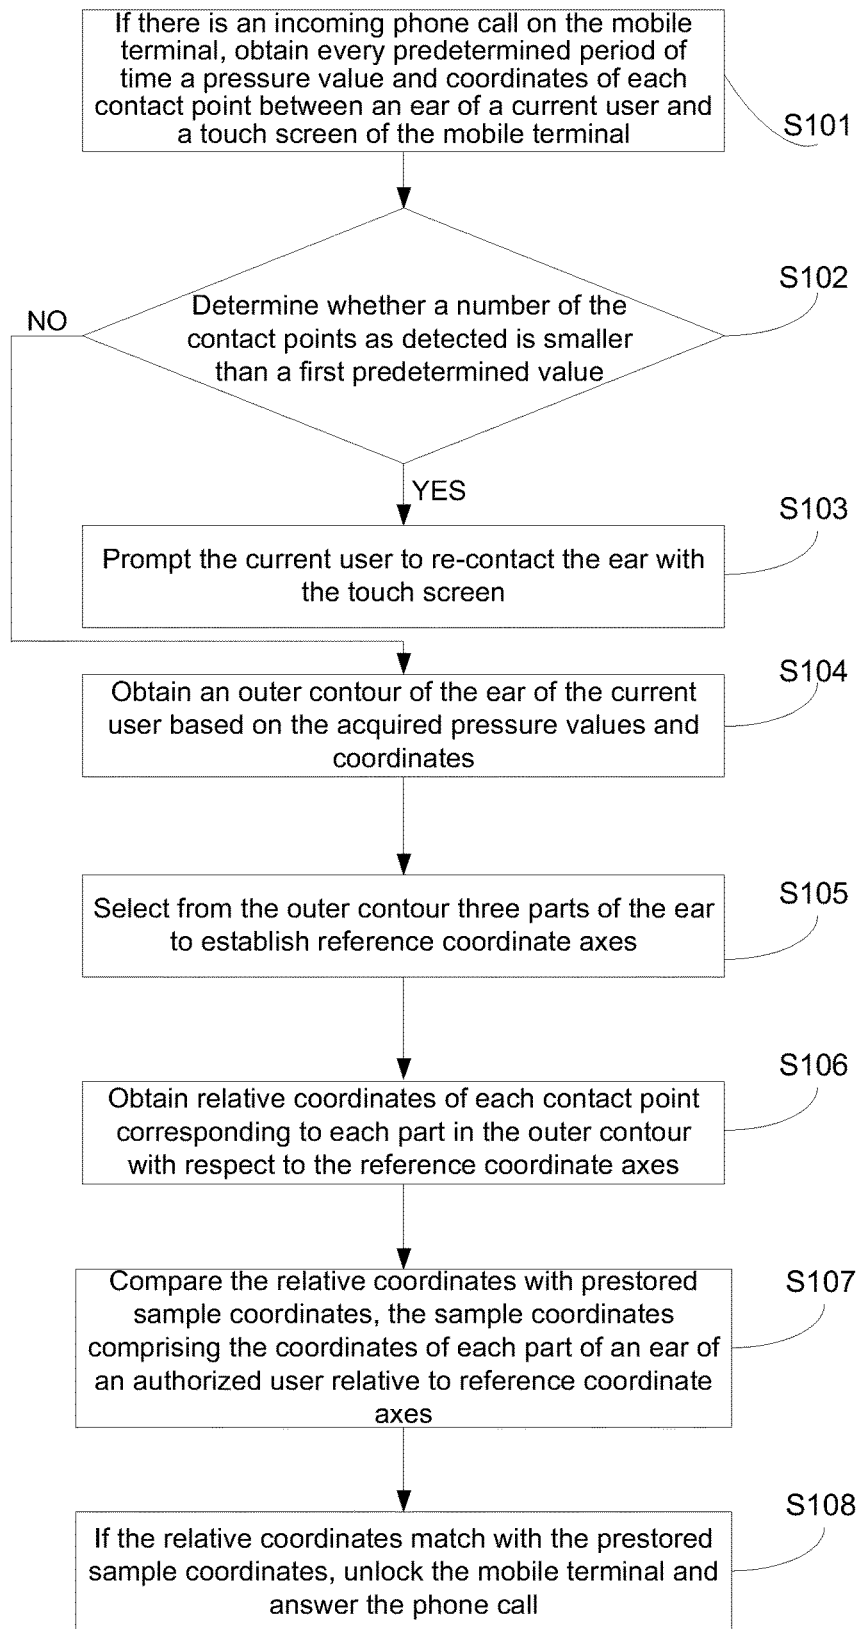 If there is an incoming phone call on the mobile
terminal, obtain every predetermined period of
time a pressure value and coordinates of each
contact point between an ear of a current user and
a touch screen of the mobile terminal
S101
S102
Determine whether a number of the
contact points as detected is smaller
than a first predetermined value
NO
YES
S103
Prompt the current user to re-contact the ear with
the touch screen
S104
Obtain an outer contour of the ear of the current
user based on the acquired pressure values and
coordinates
S105
Select from the outer contour three parts of the ear
to establish reference coordinate axes
S106
Obtain relative coordinates of each contact point
corresponding to each part in the outer contour
with respect to the reference coordinate axes
S107
Compare the relative coordinates with prestored
sample coordinates, the sample coordinates
comprising the coordinates of each part of an ear of
an authorized user relative to reference coordinate
axes
S108
If the relative coordinates match with the prestored
sample coordinates, unlock the mobile terminal and
answer the phone call